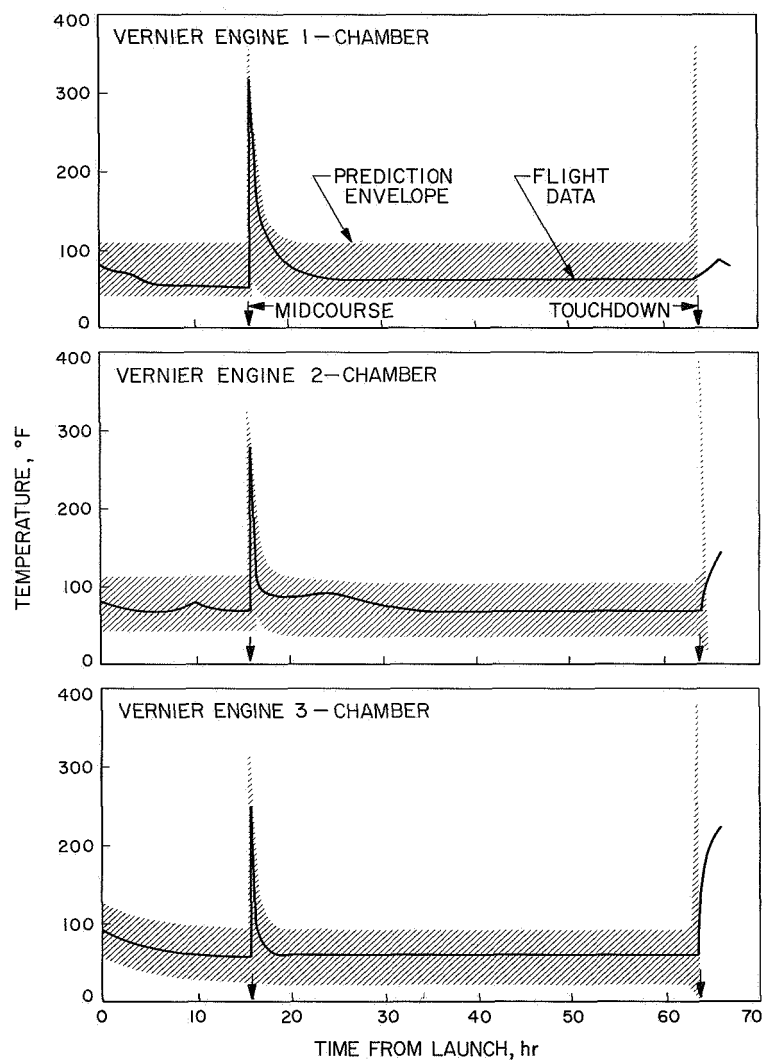 400
VERNIER ENGINE 1 — CHAMBER
300
200
PREDICTION
ENVELOPE
FLIGHT
DATA
100
MIDCOURSE
TOUCHDOWN
0
400
VERNIER ENGINE 2 — CHAMBER
300
200
100
0
TEMPERATURE, °F
400
VERNIER ENGINE 3 — CHAMBER
300
200
100
0
0 10 20 30 40 50 60 70
TIME FROM LAUNCH, hr